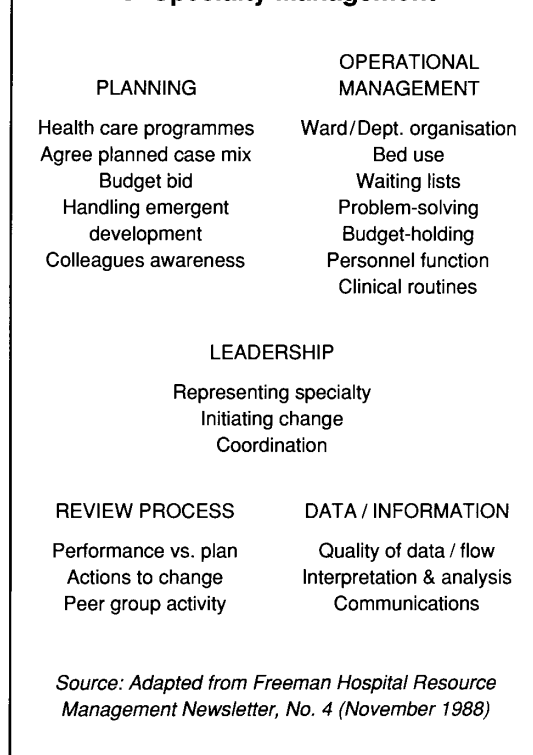 PLANNING
Health care programmes
Agree planned case mix
Budget bid
Handling emergent
development
Colleagues awareness
OPERATIONAL
MANAGEMENT
Ward/Dept. organisation
Bed use
Waiting lists
Problem-solving
Budget-holding
Personnel function
Clinical routines
LEADERSHIP
Representing specialty
Initiating change
Coordination
REVIEW PROCESS
Performance vs. plan
Actions to change
Peer group activity
DATA / INFORMATION
Quality of data / flow
Interpretation & analysis
Communications
Source: Adapted from Freeman Hospital Resource
Management Newsletter, No. 4 (November 1988)